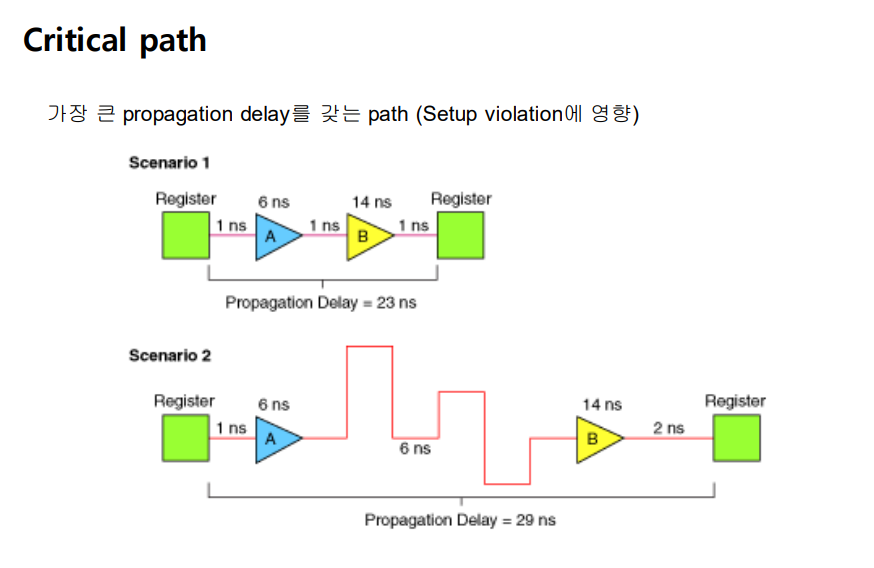 Critical path
가장 큰 propagation delay를 갖는 path (Setup violation에 영향)
Scenario 1
Register 6 ns 14 ns Register
1 ns A 1 ns B 1 ns
Propagation Delay = 23 ns
Scenario 2
Register 6 ns 14 ns Register
1 ns A 6 ns B 2 ns
Propagation Delay = 29 ns